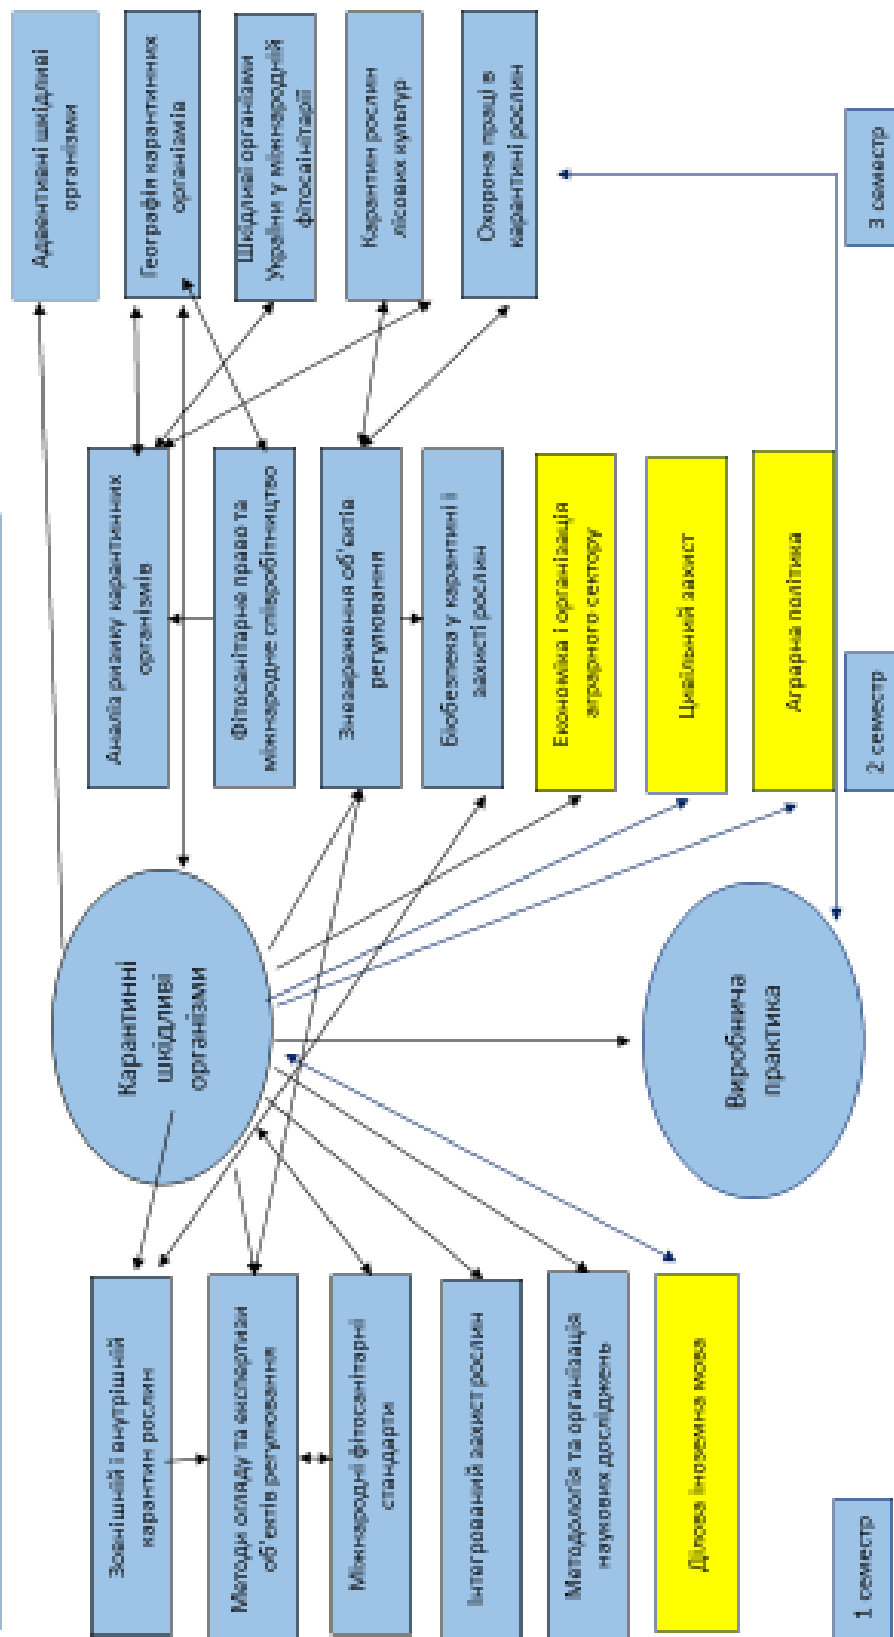 Зовнішній і внутрішній
карантин рослин
Методи огляду та експертизи
об'єктів регулювання
Міжнародні фітосанітарні
стандарти
Інтегрований захист рослин
Методологія та організація
наукових досліджень
Ділова іноземна мова
1 семестр
Карантинні
шкідливі
організми
Виробнича
практика
Аналіз ризику карантинних
організмів
Фітосанітарне право та
міжнародне співробітництво
Знезараження об'єктів
регулювання
Біобезпека у карантині і
захисті рослин
Економіка і організація
аграрного сектору
Цивільний захист
Аграрна політика
2 семестр
Адвентивні шкідливі
організми
Географія карантинних
організмів
Шкідливі організми
України у міжнародній
фітосанітарії
Карантин рослин
лісових культур
Охорона праці в
карантині рослин
3 семестр